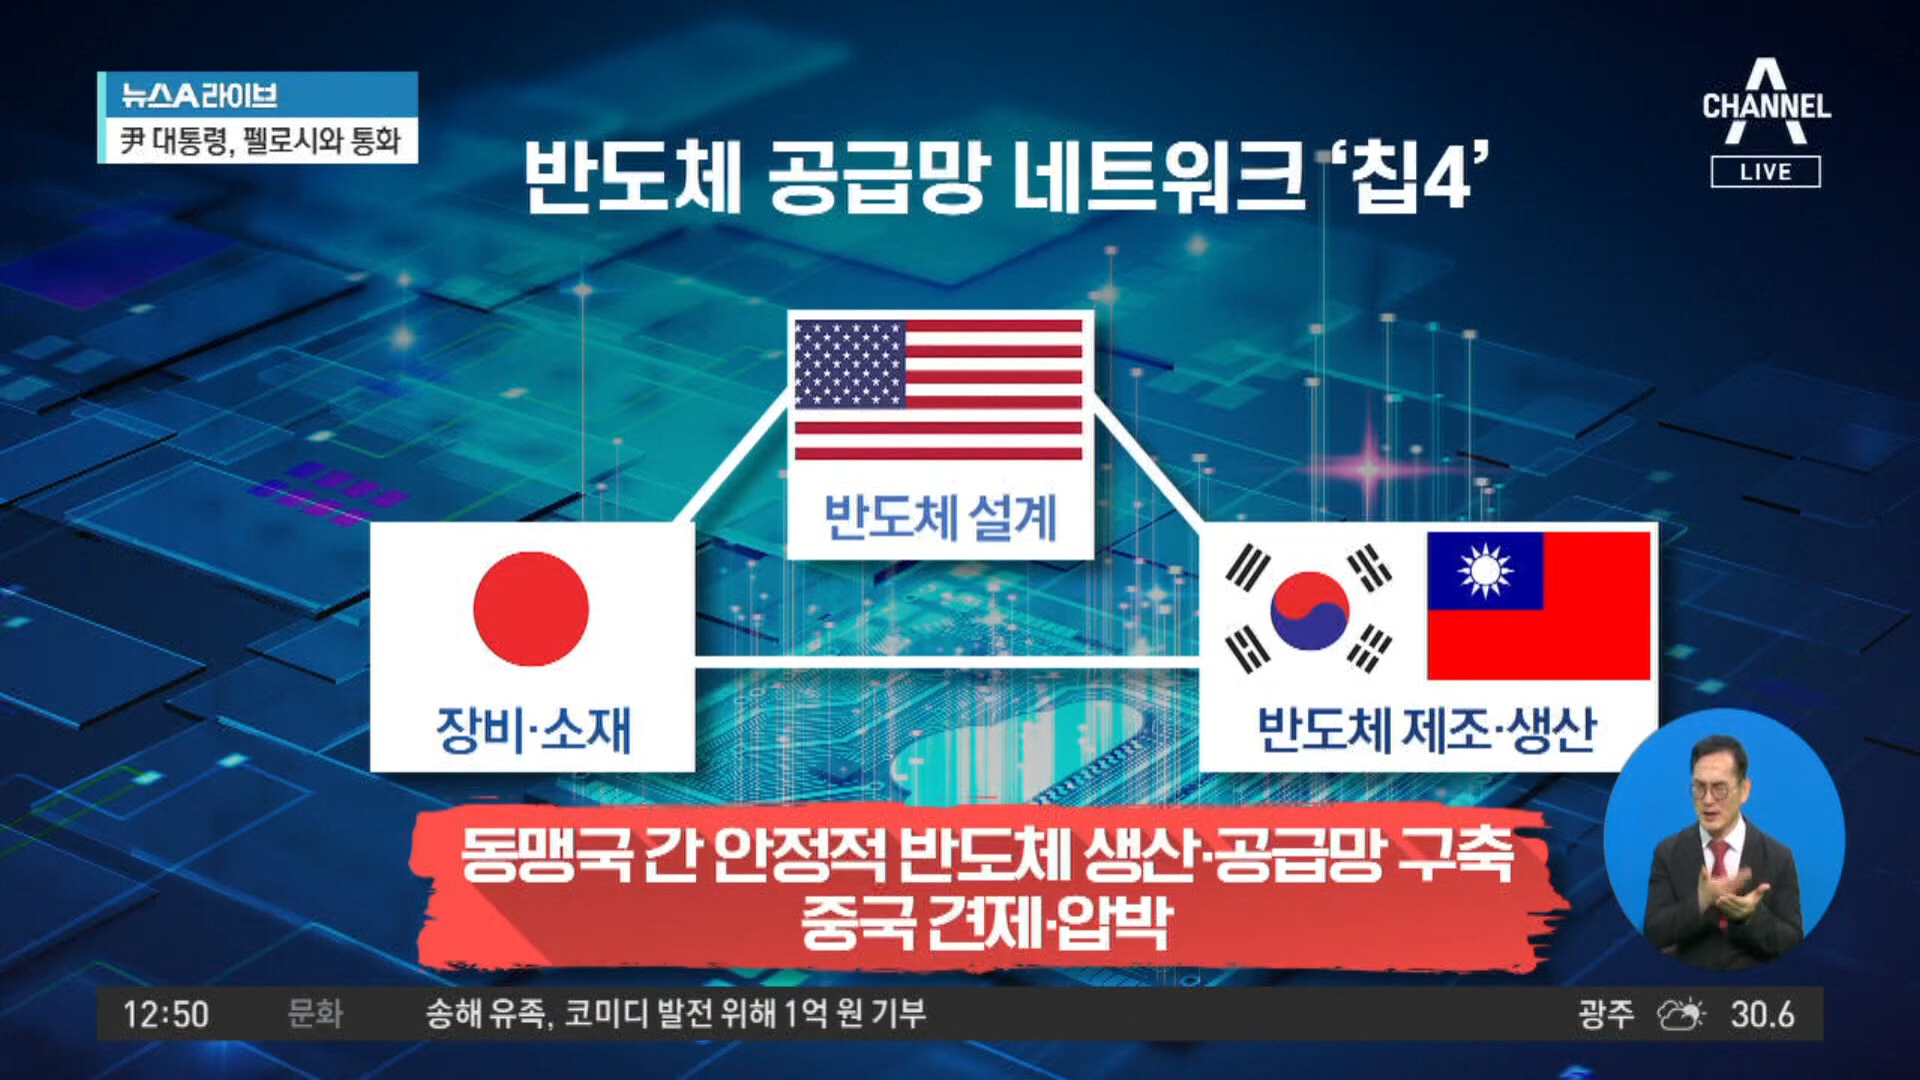 뉴스A라이브
尹 대통령, 펠로시와 통화
CHANNEL A
LIVE
반도체 공급망 네트워크 ‘칩4’
반도체 설계
장비·소재
반도체 제조·생산
동맹국 간 안정적 반도체 생산·공급망 구축
중국 견제·압박
12:50 문화 송해 유족, 코미디 발전 위해 1억 원 기부 광주 30.6